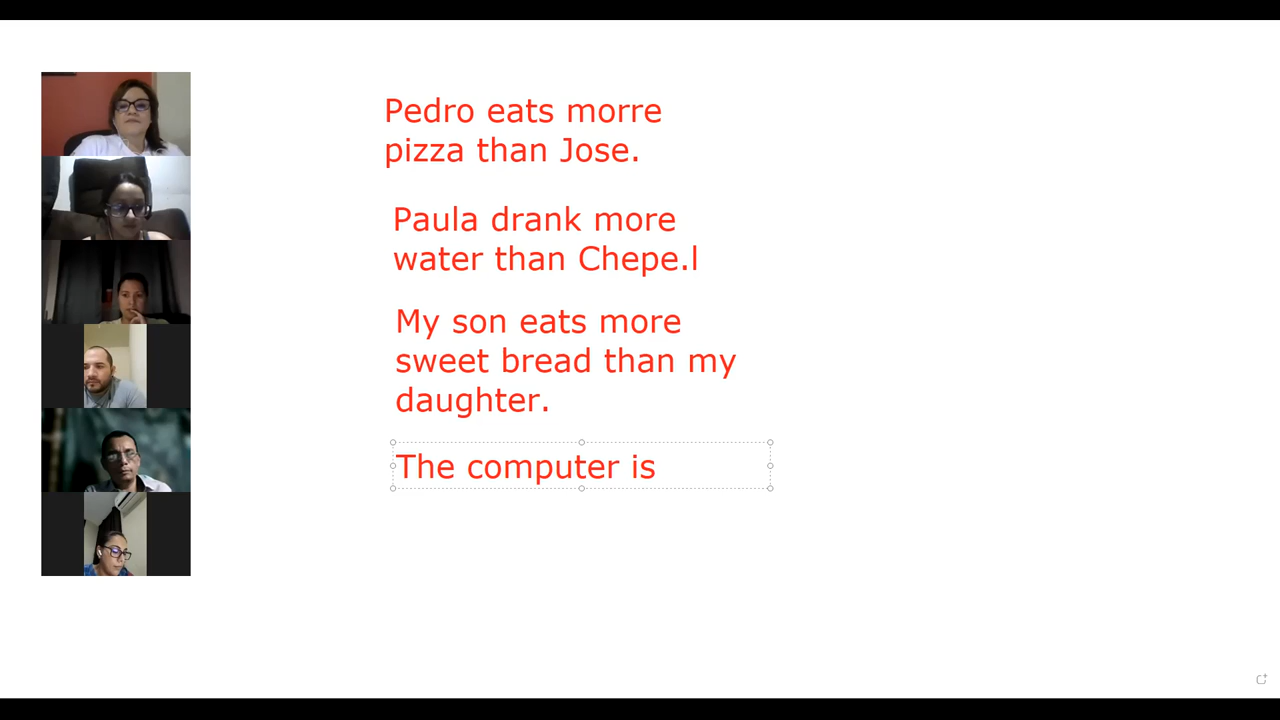 Pedro eats morre
pizza than Jose.
Paula drank more
water than Chepe.l
My son eats more
sweet bread than my
daughter.
The computer is